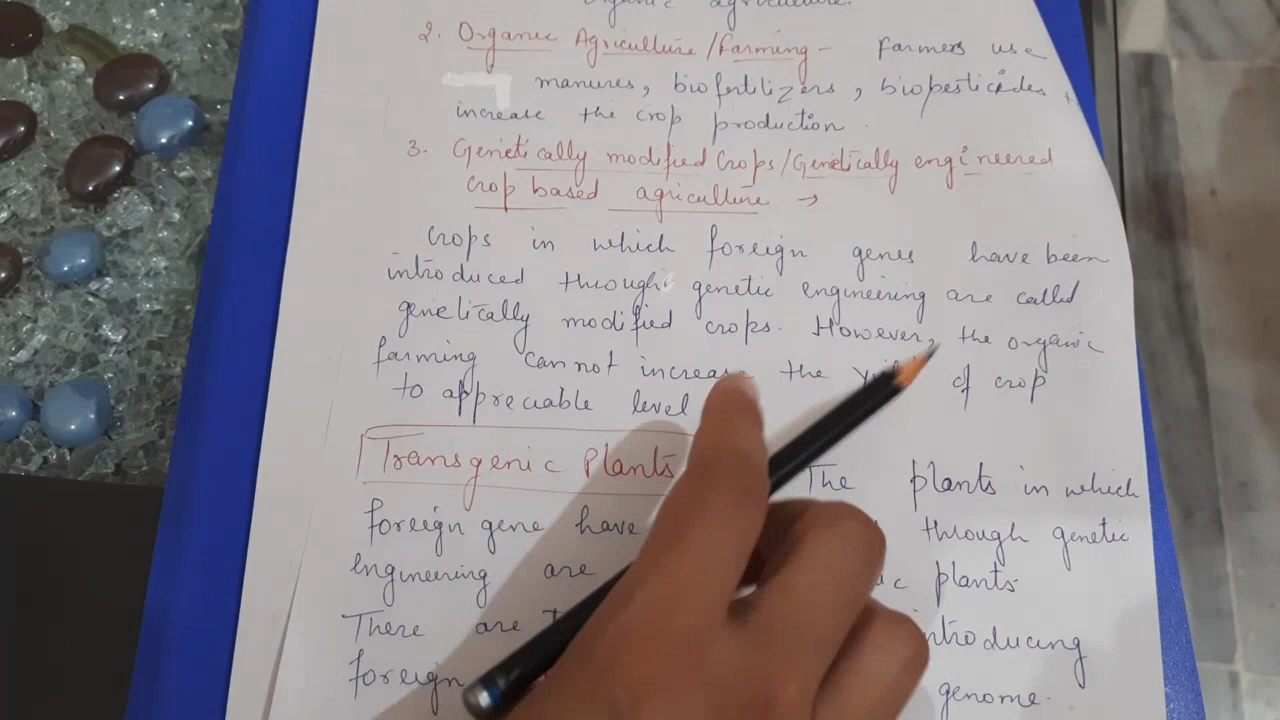 Organic agriculture.
2. Organic Agriculture/Farming - Farmers use
manures, biofertilizers, biopesticides
increase the crop production.
3. Genetically modified Crops/Genetically engineered
crop based agriculture →
Crops in which foreign genes have been
introduced through genetic engineering are called
genetically modified crops. However, the organic
farming cannot increase the of crop
to appreciable level
Transgenic Plants The plants in which
foreign gene have through genetic
engineering are plants.
There are introducing
foreign genome.